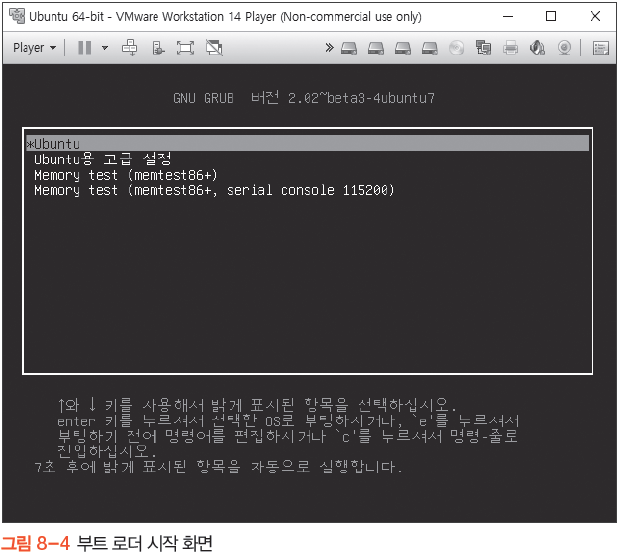 Ubuntu 64-bit - VMware Workstation 14 Player (Non-commercial use only)
Player
GNU GRUB 버전 2.02~beta3-4ubuntu7
*Ubuntu
Ubuntu용 고급 설정
Memory test (memtest86+)
Memory test (memtest86+, serial console 115200)
↑와 ↓ 키를 사용해서 밝게 표시된 항목을 선택하십시오.
enter 키를 누르셔서 선택한 OS로 부팅하시거나, `e'를 누르셔서
부팅하기 전에 명령어를 편집하시거나 `c'를 누르셔서 명령-줄로
진입하십시오.
7초 후에 밝게 표시된 항목을 자동으로 실행합니다.
그림 8-4 부트 로더 시작 화면